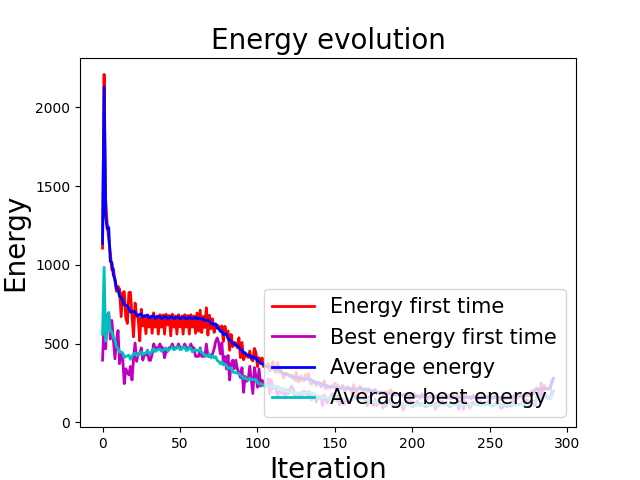 Energy evolution
Energy
2000
1500
1000
500
0
Energy first time
Best energy first time
Average energy
Average best energy
0 50 100 150 200 250 300
Iteration